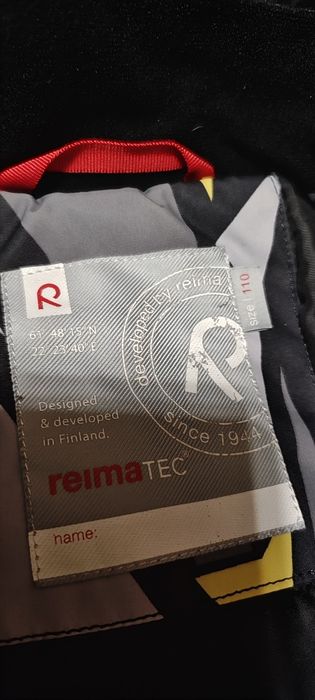 R
developed by reima
since 1944
size | 110
61° 48' 15" N
22° 23' 40" E
Designed
& developed
in Finland.
reimaTEC®
name: